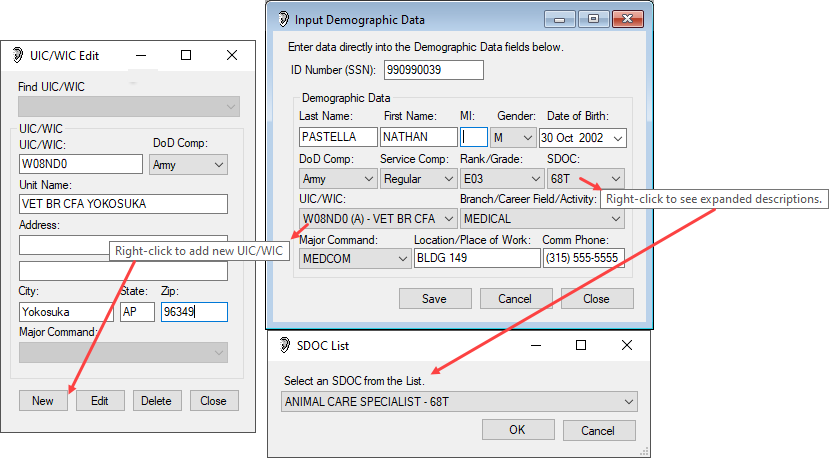 UIC/WIC Edit
Find UIC/WIC
UIC/WIC
UIC/WIC: DoD Comp:
W08ND0 Army
Unit Name:
VET BR CFA YOKOSUKA
Address:
Right-click to add new UIC/WIC
City: State: Zip:
Yokosuka AP 96349
Major Command:
New Edit Delete Close
Input Demographic Data
Enter data directly into the Demographic Data fields below.
ID Number (SSN): 990990039
Demographic Data
Last Name: First Name: MI: Gender: Date of Birth:
PASTELLA NATHAN M 30 Oct 2002
DoD Comp: Service Comp: Rank/Grade: SDOC:
Army Regular E03 68T
Right-click to see expanded descriptions.
UIC/WIC: Branch/Career Field/Activity:
W08ND0 (A) - VET BR CFA MEDICAL
Major Command: Location/Place of Work: Comm Phone:
MEDCOM BLDG 149 (315) 555-5555
Save Cancel Close
SDOC List
Select an SDOC from the List.
ANIMAL CARE SPECIALIST - 68T
OK Cancel